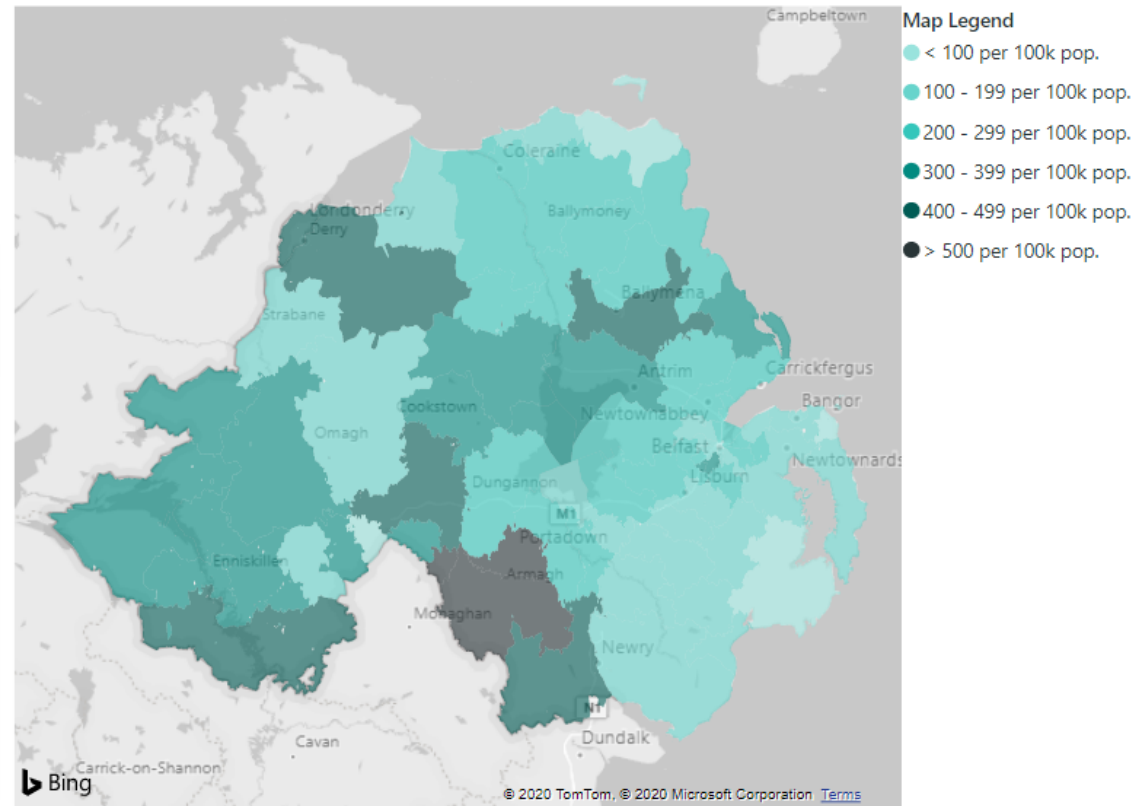 Campbeltown
Map Legend
< 100 per 100k pop.
100 - 199 per 100k pop.
200 - 299 per 100k pop.
300 - 399 per 100k pop.
400 - 499 per 100k pop.
> 500 per 100k pop.
Coleraine
Londonderry
Derry
Ballymoney
Ballymena
Strabane
Antrim
Carrickfergus
Cookstown
Newtownabbey
Bangor
Omagh
Belfast
Newtownards
Lisburn
Dungannon
M1
Portadown
Enniskillen
Armagh
Monaghan
Newry
N1
Cavan
Dundalk
Carrick-on-Shannon
Bing
© 2020 TomTom, © 2020 Microsoft Corporation Terms